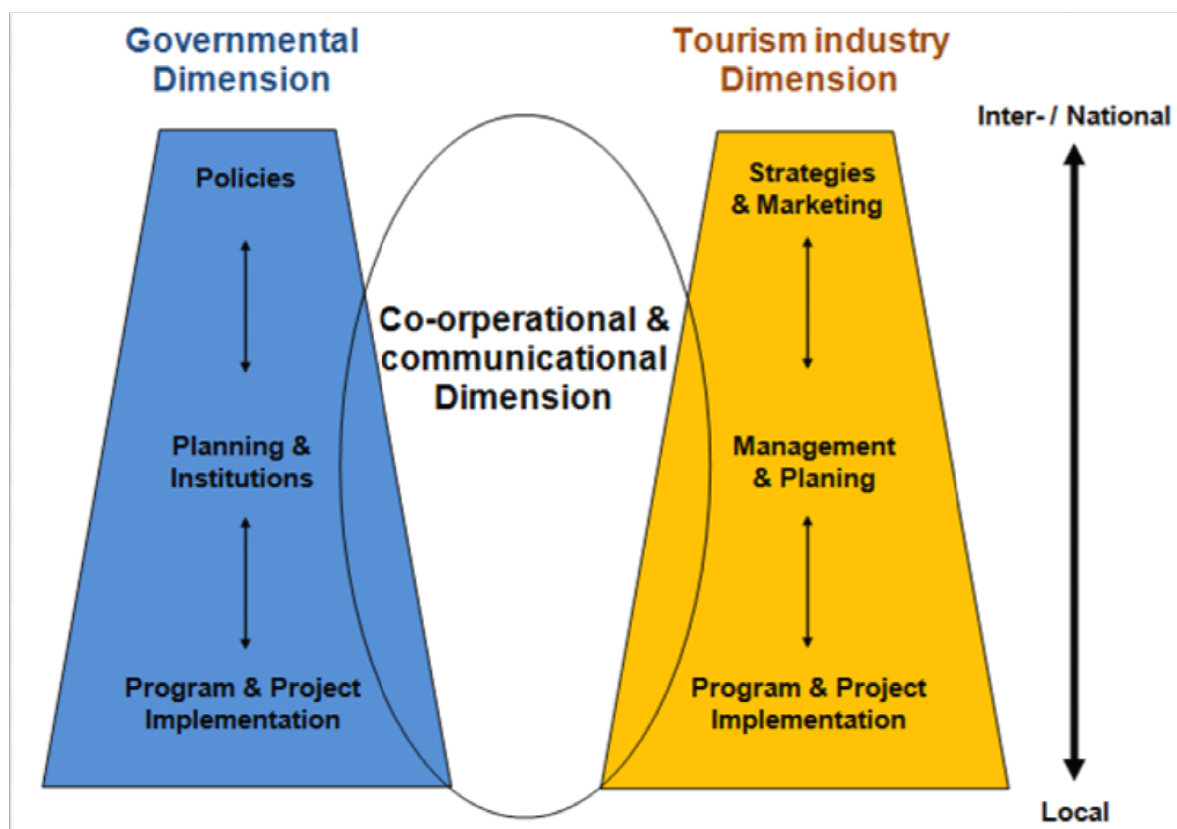 Governmental
Dimension
Tourism industry
Dimension
Inter- / National
Policies
Strategies
& Marketing
Co-orperational &
communicational
Dimension
Planning &
Institutions
Management
& Planing
Program & Project
Implementation
Program & Project
Implementation
Local